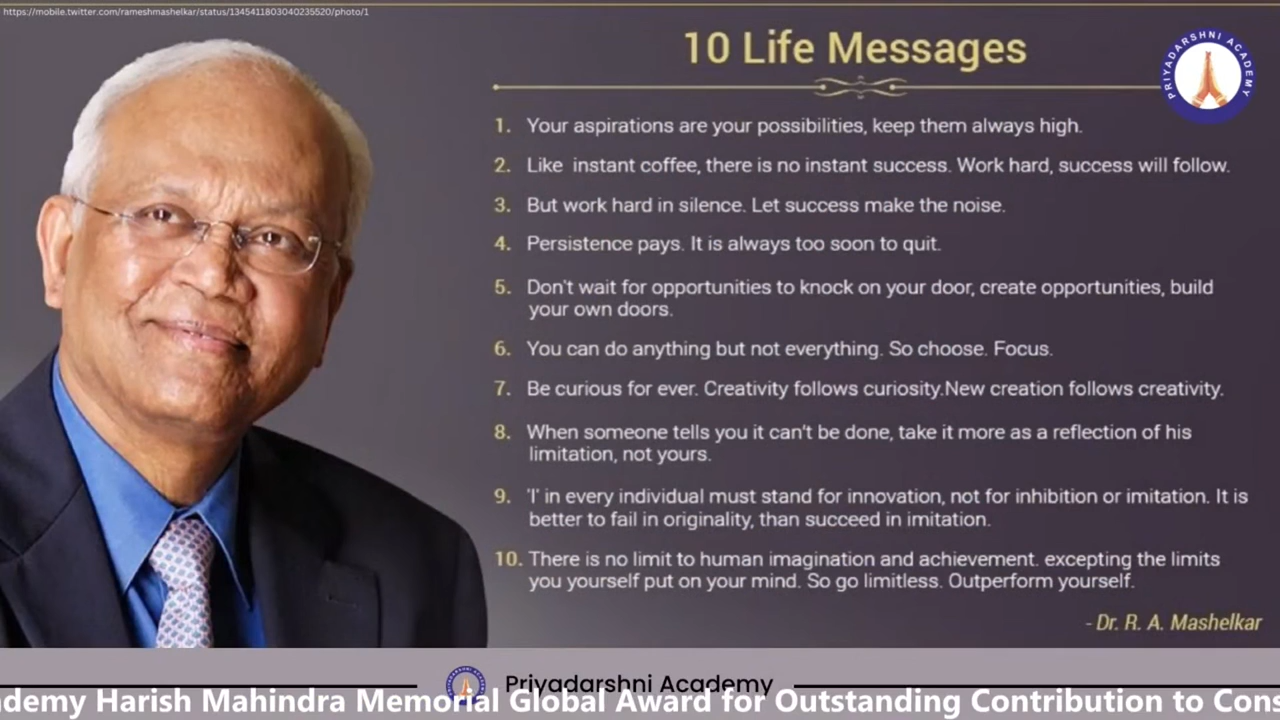 https://mobile.twitter.com/rameshmashelkar/status/1345411803040235520/photo/1
10 Life Messages
PRIYADARSHNI ACADEMY
1. Your aspirations are your possibilities, keep them always high.
2. Like instant coffee, there is no instant success. Work hard, success will follow.
3. But work hard in silence. Let success make the noise.
4. Persistence pays. It is always too soon to quit.
5. Don't wait for opportunities to knock on your door, create opportunities, build
your own doors.
6. You can do anything but not everything. So choose. Focus.
7. Be curious for ever. Creativity follows curiosity.New creation follows creativity.
8. When someone tells you it can't be done, take it more as a reflection of his
limitation, not yours.
9. 'I' in every individual must stand for innovation, not for inhibition or imitation. It is
better to fail in originality, than succeed in imitation.
10. There is no limit to human imagination and achievement. excepting the limits
you yourself put on your mind. So go limitless. Outperform yourself.
- Dr. R. A. Mashelkar
Priyadarshni Academy
ademy Harish Mahindra Memorial Global Award for Outstanding Contribution to Cons